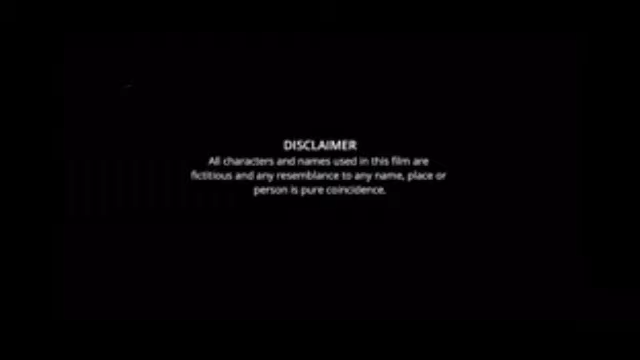 DISCLAIMER
All characters and names used in this film are
fictitious and any resemblance to any name, place or
person is pure coincidence.